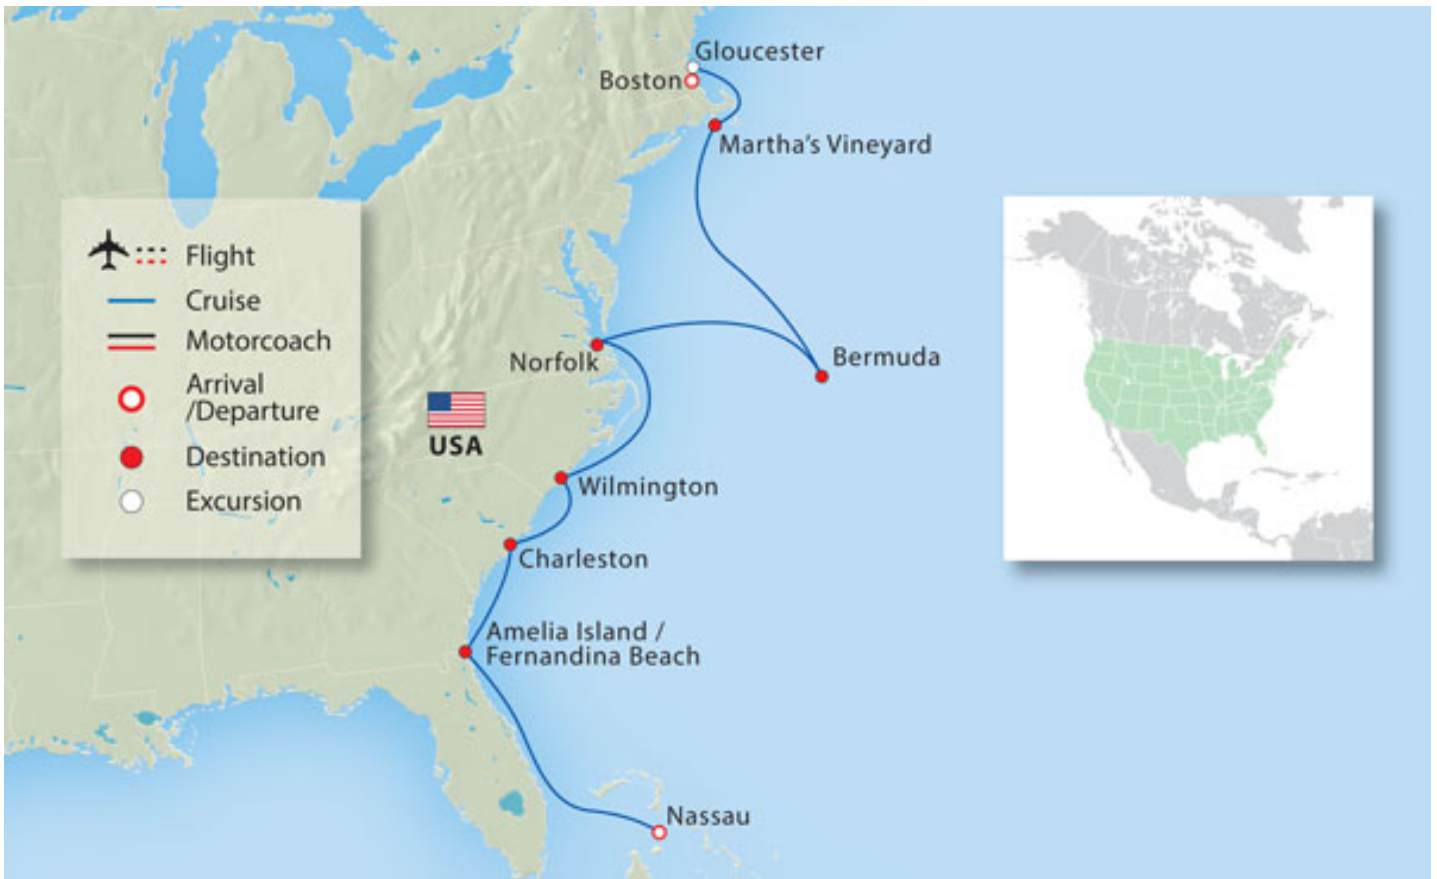 Gloucester
Boston
Martha's Vineyard
Flight
Cruise
Motorcoach
Arrival
/Departure
Destination
Excursion
Norfolk
Bermuda
USA
Wilmington
Charleston
Amelia Island /
Fernandina Beach
Nassau